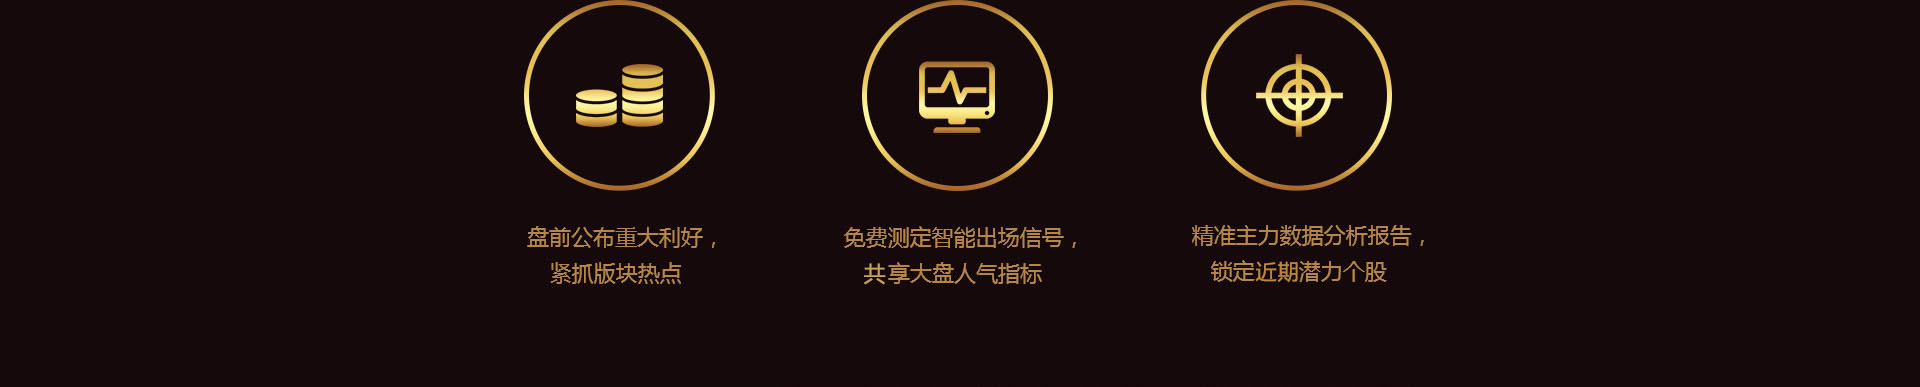 盘前公布重大利好，
紧抓版块热点
免费测定智能出场信号，
共享大盘人气指标
精准主力数据分析报告，
锁定近期潜力个股